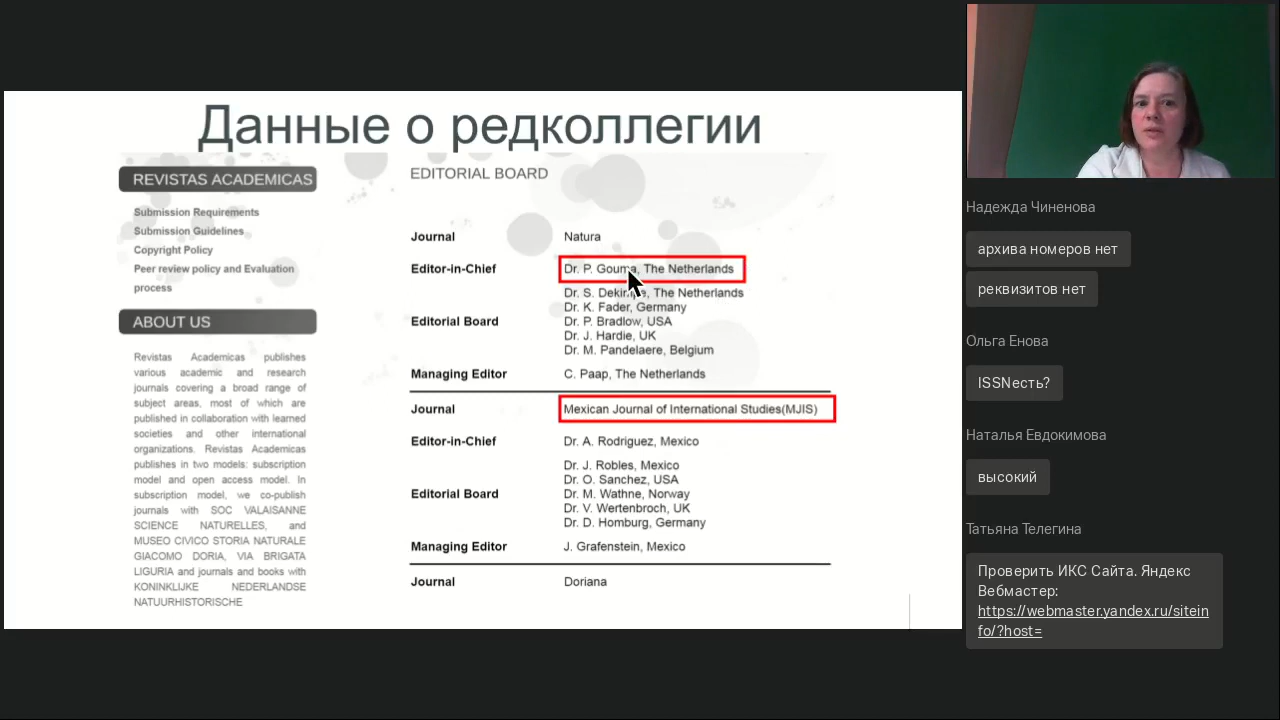 Данные о редколлегии
REVISTAS ACADEMICAS
Submission Requirements
Submission Guidelines
Copyright Policy
Peer review policy and Evaluation
process
ABOUT US
Revistas Academicas publishes
various academic and research
journals covering a broad range of
subject areas, most of which are
published in collaboration with learned
societies and other international
organizations. Revistas Academicas
publishes in two models: subscription
model and open access model. In
subscription model, we co-publish
journals with SOC VALAISANNE
SCIENCE NATURELLES, and
MUSEO CIVICO STORIA NATURALE
GIACOMO DORIA, VIA BRIGATA
LIGURIA and journals and books with
KONINKLIJKE NEDERLANDSE
NATUURHISTORISCHE
EDITORIAL BOARD
Journal Natura
Editor-in-Chief Dr. P. Gouma, The Netherlands
Dr. S. The Netherlands
Dr. K. Fader, Germany
Editorial Board Dr. P. Bradlow, USA
Dr. J. Hardie, UK
Dr. M. Pandelaere, Belgium
Managing Editor C. Paap, The Netherlands
Journal Mexican Journal of International Studies(MJIS)
Editor-in-Chief Dr. A. Rodriguez, Mexico
Dr. J. Robles, Mexico
Dr. O. Sanchez, USA
Editorial Board Dr. M. Wathne, Norway
Dr. V. Wertenbroch, UK
Dr. D. Homburg, Germany
Managing Editor J. Grafenstein, Mexico
Journal Doriana
Надежда Чиненова
архива номеров нет
реквизитов нет
Ольга Енова
ISSNесть?
Наталья Евдокимова
высокий
Татьяна Телегина
Проверить ИКС Сайта. Яндекс
Вебмастер:
https://webmaster.yandex.ru/sitein
fo/?host=